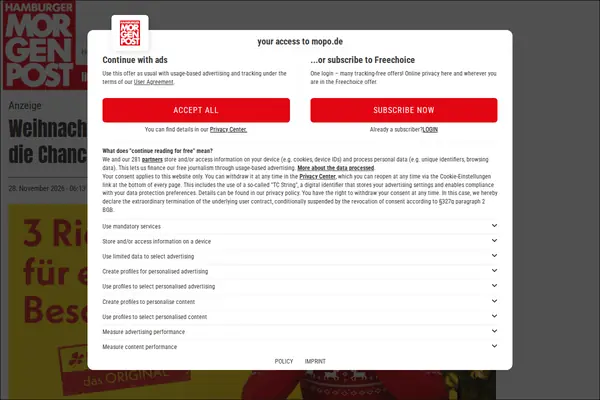 HAMBURGER
MOR
GEN
POST
MOR
GEN
POST
your access to mopo.de
Continue with ads
Use this offer as usual with usage-based advertising and tracking under the
terms of our User Agreement.
ACCEPT ALL
You can find details in our Privacy Center.
...or subscribe to Freechoice
One login – many tracking-free offers! Online privacy here and wherever you
are in the Freechoice offer.
SUBSCRIBE NOW
Already a subscriber? LOGIN
What does "continue reading for free" mean?
We and our 281 partners store and/or access information on your device (e.g. cookies, device IDs) and process personal data (e.g. unique identifiers, browsing
data). This lets us finance our free journalism through usage-based advertising. More about the data processed.
Your consent applies to this website only. You can withdraw it at any time in the Privacy Center, which you can reopen at any time via the Cookie-Einstellungen
link at the bottom of every page. This includes the use of a so-called "TC String", a digital identifier that stores your advertising settings and enables compliance
with your data protection preferences. Details can be found in our privacy policy. You have the right to withdraw your consent at any time. In this case, we hereby
declare the extraordinary termination of the underlying user contract, conditionally suspended by the revocation of consent according to §327q paragraph 2
BGB.
Use mandatory services
Store and/or access information on a device
Use limited data to select advertising
Create profiles for personalised advertising
Use profiles to select personalised advertising
Create profiles to personalise content
Use profiles to select personalised content
Measure advertising performance
Measure content performance
POLICY IMPRINT
Anzeige
Weihnach
die Chanc
28. November 2025 - 06:1
3 Ri
für e
Bes
das ORIGINAL